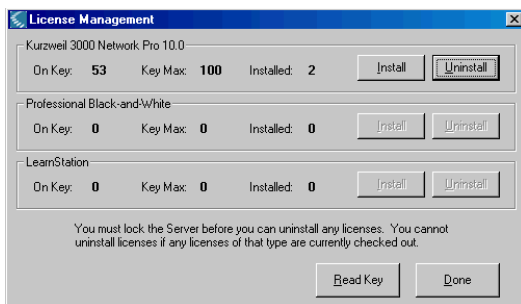 License Management
Kurzweil 3000 Network Pro 10.0
On Key: 53 Key Max: 100 Installed: 2 Install Uninstall
Professional Black-and-White
On Key: 0 Key Max: 0 Installed: 0 Install Uninstall
LearnStation
On Key: 0 Key Max: 0 Installed: 0 Install Uninstall
You must lock the Server before you can uninstall any licenses. You cannot
uninstall licenses if any licenses of that type are currently checked out.
Read Key Done